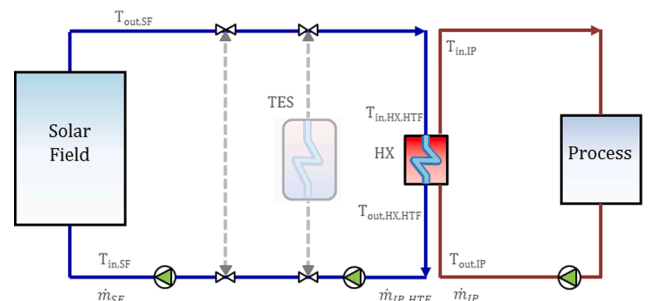 T_out,SF
T_in,IP
TES
T_in,HX,HTF
Solar
Field
HX
Process
T_out,HX,HTF
T_in,SF
T_out,IP
ṁ_SF
ṁ_IP,HTF
ṁ_IP